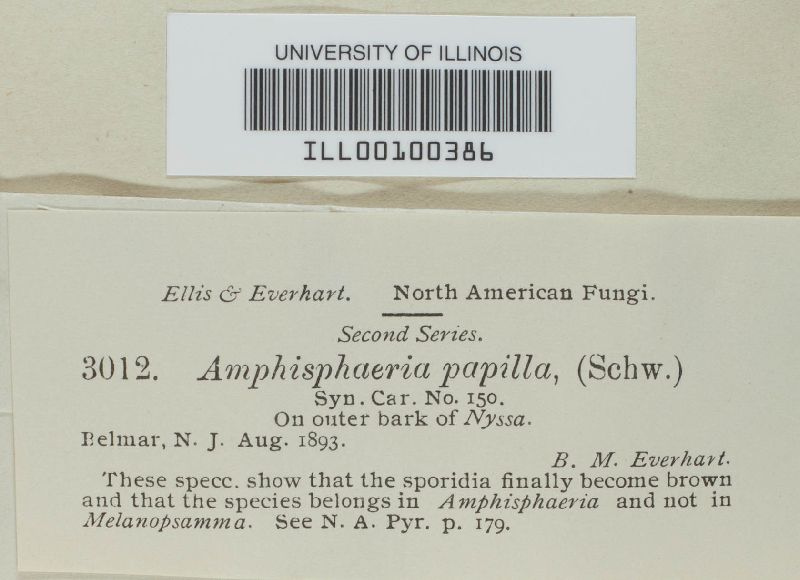 UNIVERSITY OF ILLINOIS
ILL00100386
Ellis & Everhart. North American Fungi.
Second Series.
3012. Amphisphaeria papilla, (Schw.)
Syn. Car. No. 150.
On outer bark of Nyssa.
Belmar, N. J. Aug. 1893.
B. M. Everhart.
These specc. show that the sporidia finally become brown
and that the species belongs in Amphisphaeria and not in
Melanopsamma. See N. A. Pyr. p. 179.